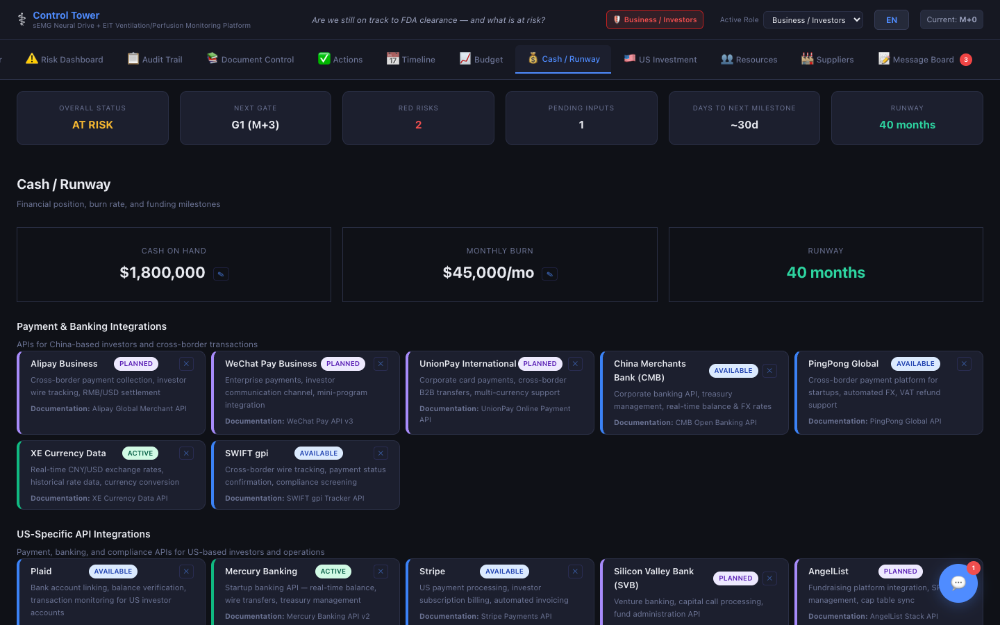 Control Tower
sEMG Neural Drive + EIT Ventilation/Perfusion Monitoring Platform
Are we still on track to FDA clearance — and what is at risk?
Business / Investors
Active Role
Business / Investors
EN
Current: M+0
Risk Dashboard
Audit Trail
Document Control
Actions
Timeline
Budget
Cash / Runway
US Investment
Resources
Suppliers
Message Board
3
OVERALL STATUS
AT RISK
NEXT GATE
G1 (M+3)
RED RISKS
2
PENDING INPUTS
1
DAYS TO NEXT MILESTONE
~30d
RUNWAY
40 months
Cash / Runway
Financial position, burn rate, and funding milestones
CASH ON HAND
$1,800,000
MONTHLY BURN
$45,000/mo
RUNWAY
40 months
Payment & Banking Integrations
APIs for China-based investors and cross-border transactions
Alipay Business
PLANNED
Cross-border payment collection, investor
wire tracking, RMB/USD settlement
Documentation: Alipay Global Merchant API
WeChat Pay Business
PLANNED
Enterprise payments, investor
communication channel, mini-program
integration
Documentation: WeChat Pay API v3
UnionPay International
PLANNED
Corporate card payments, cross-border
B2B transfers, multi-currency support
Documentation: UnionPay Online Payment
API
China Merchants
Bank (CMB)
AVAILABLE
Corporate banking API, treasury
management, real-time balance & FX rates
Documentation: CMB Open Banking API
PingPong Global
AVAILABLE
Cross-border payment platform for
startups, automated FX, VAT refund
support
Documentation: PingPong Global API
XE Currency Data
ACTIVE
Real-time CNY/USD exchange rates,
historical rate data, currency conversion
Documentation: XE Currency Data API
SWIFT gpi
AVAILABLE
Cross-border wire tracking, payment status
confirmation, compliance screening
Documentation: SWIFT gpi Tracker API
US-Specific API Integrations
Payment, banking, and compliance APIs for US-based investors and operations
Plaid
AVAILABLE
Bank account linking, balance verification,
transaction monitoring for US investor
accounts
Mercury Banking
ACTIVE
Startup banking API — real-time balance,
wire transfers, treasury management
Documentation: Mercury Banking API v2
Stripe
AVAILABLE
US payment processing, investor
subscription billing, automated invoicing
Documentation: Stripe Payments API
Silicon Valley Bank
(SVB)
PLANNED
Venture banking, capital call processing,
fund administration API
AngelList
PLANNED
Fundraising platform integration,
management, cap table sync
Documentation: AngelList Stack API
1